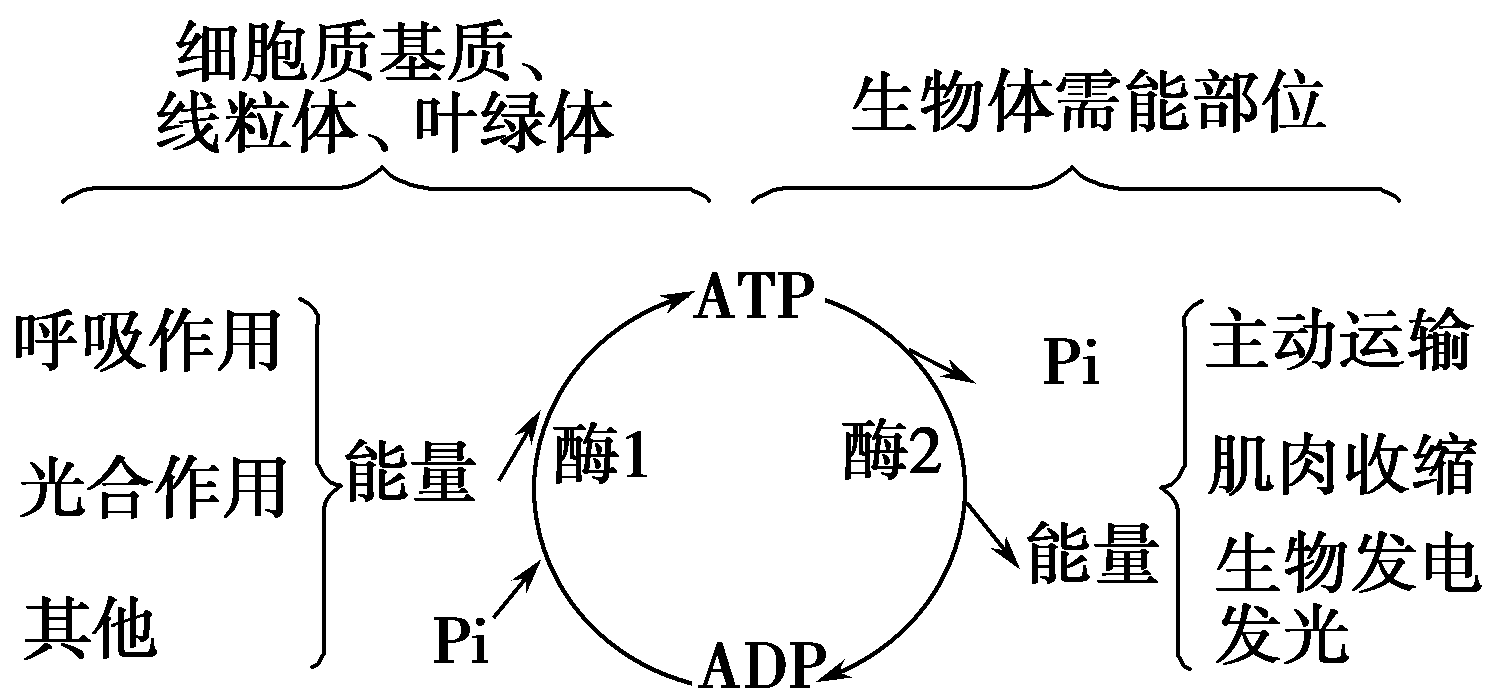 细胞质基质、
线粒体、叶绿体
生物体需能部位
呼吸作用
光合作用
其他
能量
Pi
酶1
ATP
ADP
酶2
Pi
能量
主动运输
肌肉收缩
生物发电
发光